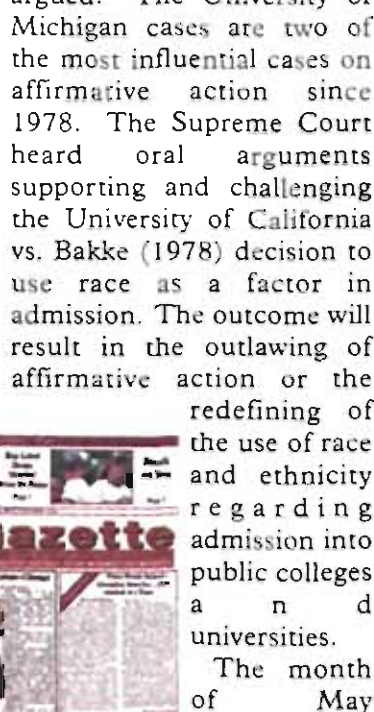 argued. The University of
Michigan cases are two of
the most influential cases on
affirmative action since
1978. The Supreme Court
heard oral arguments
supporting and challenging
the University of California
vs. Bakke (1978) decision to
use race as a factor in
admission. The outcome will
result in the outlawing of
affirmative action or the
redefining of
the use of race
and ethnicity
regarding
admission into
public colleges
a n d
universities.
The month
of May
azette